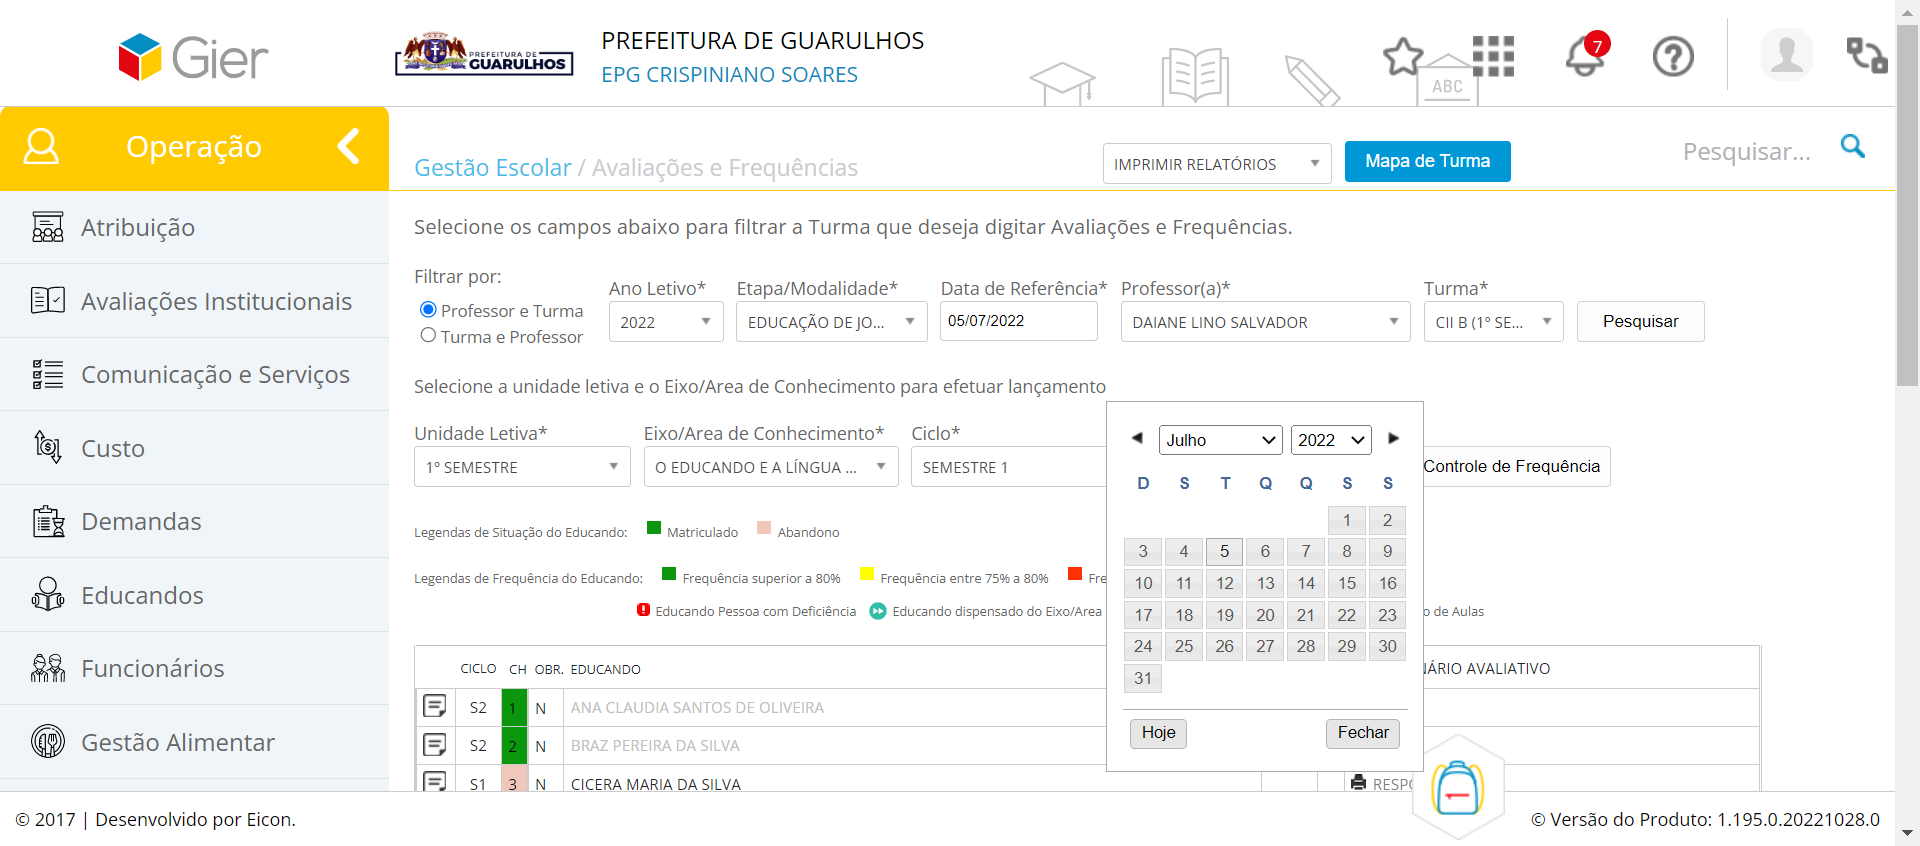 Gier
PREFEITURA DE
GUARULHOS
PREFEITURA DE GUARULHOS
EPG CRISPINIANO SOARES
ABC
7
Operação
Gestão Escolar / Avaliações e Frequências
IMPRIMIR RELATÓRIOS
Mapa de Turma
Pesquisar...
Atribuição
Avaliações Institucionais
Comunicação e Serviços
Custo
Demandas
Educandos
Funcionários
Gestão Alimentar
Selecione os campos abaixo para filtrar a Turma que deseja digitar Avaliações e Frequências.
Filtrar por:
Professor e Turma
Turma e Professor
Ano Letivo* Etapa/Modalidade* Data de Referência* Professor(a)* Turma*
2022 EDUCAÇÃO DE JO... 05/07/2022 DAIANE LINO SALVADOR CII B (1º SE... Pesquisar
Selecione a unidade letiva e o Eixo/Area de Conhecimento para efetuar lançamento
Unidade Letiva* Eixo/Area de Conhecimento* Ciclo*
1º SEMESTRE O EDUCANDO E A LÍNGUA ... SEMESTRE 1 Controle de Frequência
Julho 2022
D S T Q Q S S
1 2
3 4 5 6 7 8 9
10 11 12 13 14 15 16
17 18 19 20 21 22 23
24 25 26 27 28 29 30
31
Hoje Fechar
Legendas de Situação do Educando: Matriculado Abandono
Legendas de Frequência do Educando: Frequência superior a 80% Frequência entre 75% a 80% Fre
Educando Pessoa com Deficiência Educando dispensado do Eixo/Area o de Aulas
CICLO CH OBR. EDUCANDO NÁRIO AVALIATIVO
S2 1 N ANA CLAUDIA SANTOS DE OLIVEIRA
S2 2 N BRAZ PEREIRA DA SILVA
S1 3 N CICERA MARIA DA SILVA RESPO
© 2017 | Desenvolvido por Eicon.
© Versão do Produto: 1.195.0.20221028.0